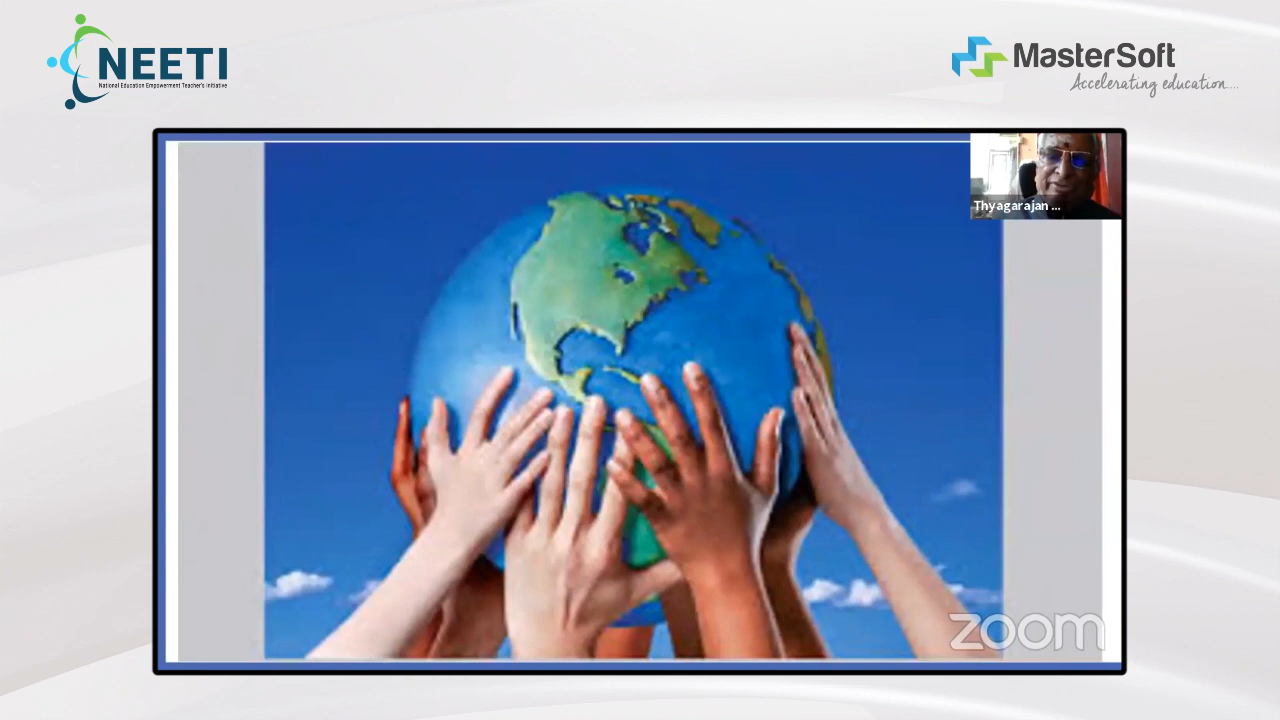 NEETI
National Education Empowerment Teacher's Initiative
MasterSoft
Accelerating education....
Thyagarajan ...
zoom